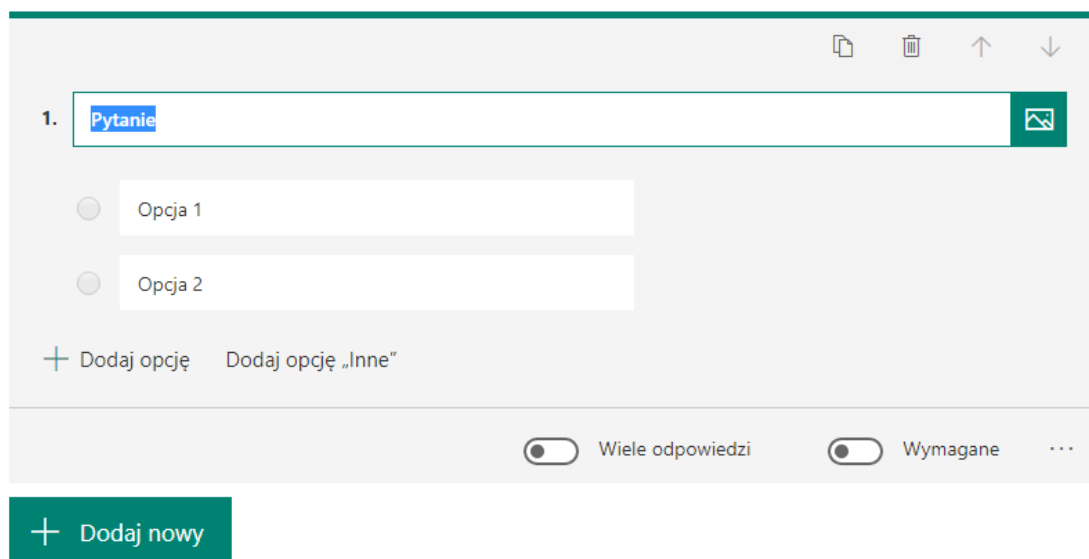 1. Pytanie
Opcja 1
Opcja 2
Dodaj opcję Dodaj opcję „Inne”
Wiele odpowiedzi Wymagane ...
Dodaj nowy